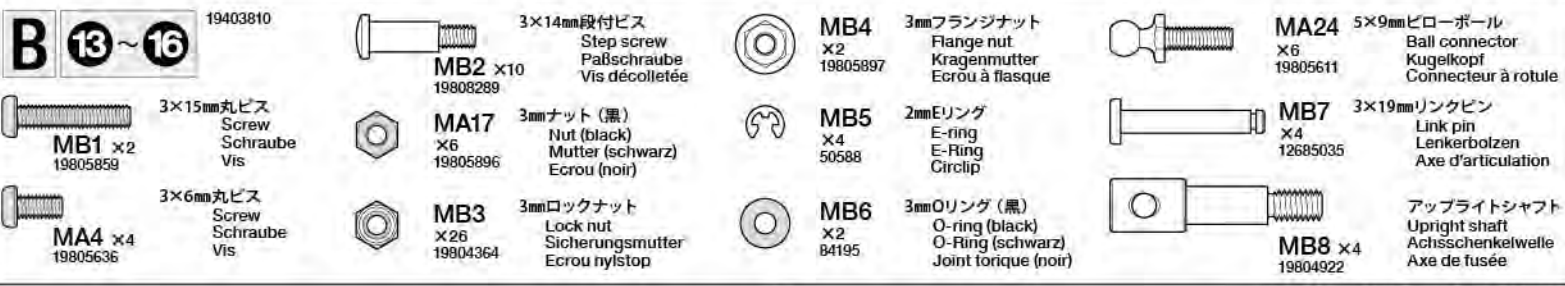 B 13~16 19403810
MB1 ×2
19805859
3×15mm丸ビス
Screw
Schraube
Vis
MA4 ×4
19805636
3×6mm丸ビス
Screw
Schraube
Vis
MB2 ×10
19808289
3×14mm段付ビス
Step screw
Paßschraube
Vis décolletée
MA17
×6
19805896
3mmナット（黒）
Nut (black)
Mutter (schwarz)
Ecrou (noir)
MB3
×26
19804364
3mmロックナット
Lock nut
Sicherungsmutter
Ecrou nylstop
MB4
×2
19805897
3mmフランジナット
Flange nut
Kragenmutter
Ecrou à flasque
MB5
×4
50588
2mmEリング
E-ring
E-Ring
Circlip
MB6
×2
84195
3mmOリング（黒）
O-ring (black)
O-Ring (schwarz)
Joint torique (noir)
MA24
×6
19805611
5×9mmピローボール
Ball connector
Kugelkopf
Connecteur à rotule
MB7
×4
12685035
3×19mmリンクピン
Link pin
Lenkerbolzen
Axe d'articulation
MB8 ×4
19804922
アップライトシャフト
Upright shaft
Achsschenkelwelle
Axe de fusée